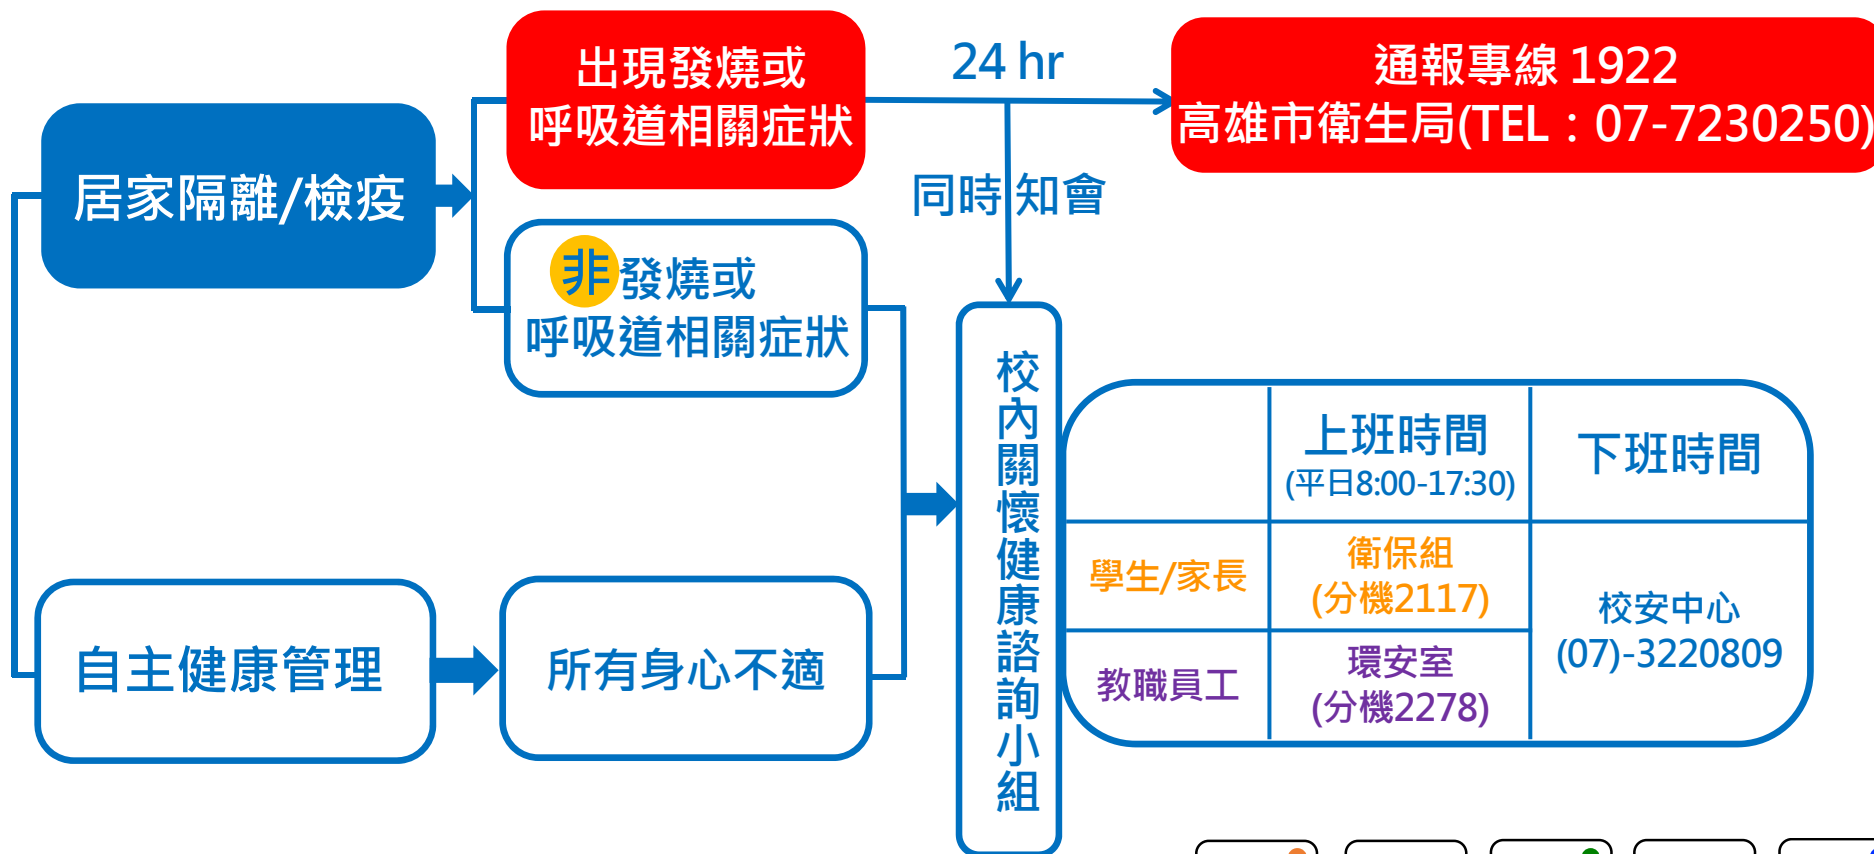 居家隔離/檢疫
出現發燒或
呼吸道相關症狀
24 hr
通報專線 1922
高雄市衛生局(TEL：07-7230250)
同時 知會
非發燒或
呼吸道相關症狀
自主健康管理
所有身心不適
校內關懷健康諮詢小組
上班時間
(平日8:00-17:30)
下班時間
學生/家長
衛保組
(分機2117)
教職員工
環安室
(分機2278)
校安中心
(07)-3220809